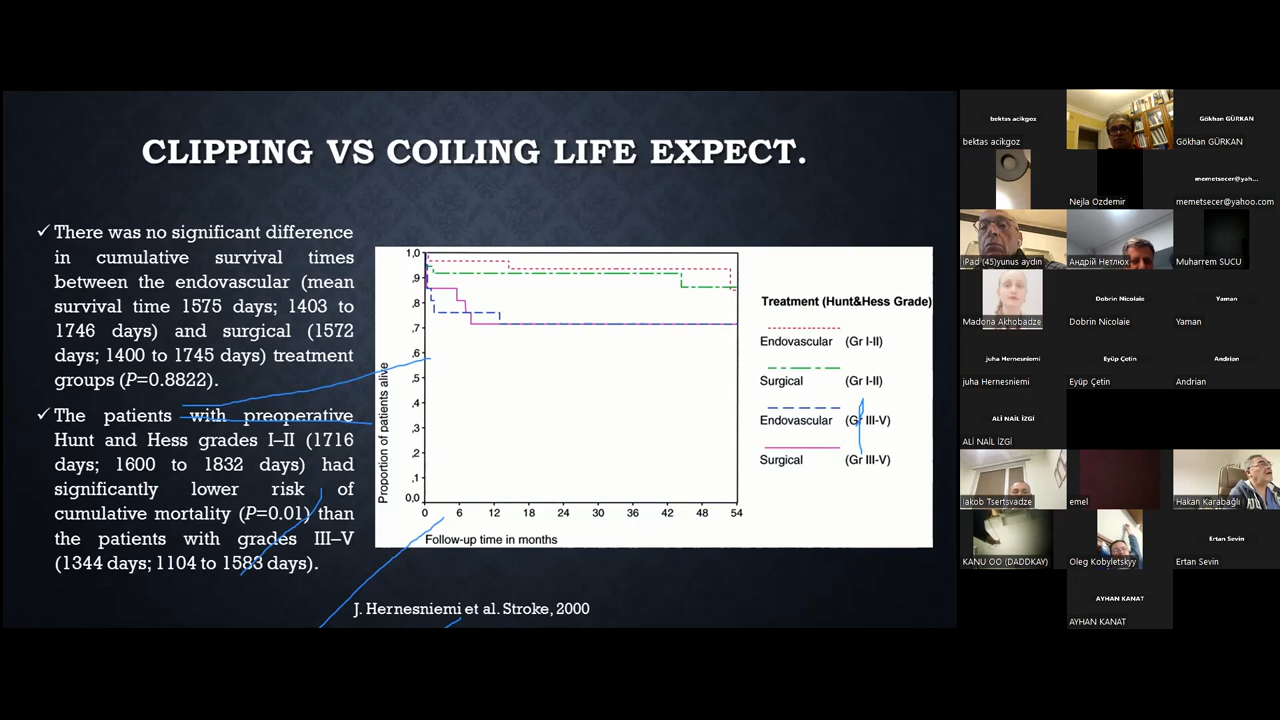 CLIPPING VS COILING LIFE EXPECT.
✓ There was no significant difference
in cumulative survival times
between the endovascular (mean
survival time 1575 days; 1403 to
1746 days) and surgical (1572
days; 1400 to 1745 days) treatment
groups (P=0.8822).
✓ The patients with preoperative
Hunt and Hess grades I–II (1716
days; 1600 to 1832 days) had
significantly lower risk of
cumulative mortality (P=0.01) than
the patients with grades III–V
(1344 days; 1104 to 1583 days).
Proportion of patients alive
1,0
,9
,8
,7
,6
,5
,4
,3
,2
,1
0,0
0 6 12 18 24 30 36 42 48 54
Follow-up time in months
Treatment (Hunt&Hess Grade)
Endovascular (Gr I-II)
Surgical (Gr I-II)
Endovascular (Gr III-V)
Surgical (Gr III-V)
J. Hernesniemi et al. Stroke, 2000
bektas acikgoz
bektas acikgoz
Gökhan GÜRKAN
Gökhan GÜRKAN
Nejla Ozdemir
memetsecer@yah...
memetsecer@yahoo.com
iPad (45)yunus aydin
Андрій Нетлюх
Muharrem SUCU
Madona Akhobadze
Dobrin Nicolaie
Dobrin Nicolaie
Yaman
Yaman
juha Hernesniemi
juha Hernesniemi
Eyüp Çetin
Eyüp Çetin
Andrian
Andrian
ALİ NAİL İZGİ
ALİ NAİL İZGİ
Iakob Tsertsvadze
emel
Hakan Karabağlı
KANU OO (DADDKAY)
Oleg Kobyletskyy
Ertan Sevin
Ertan Sevin
AYHAN KANAT
AYHAN KANAT